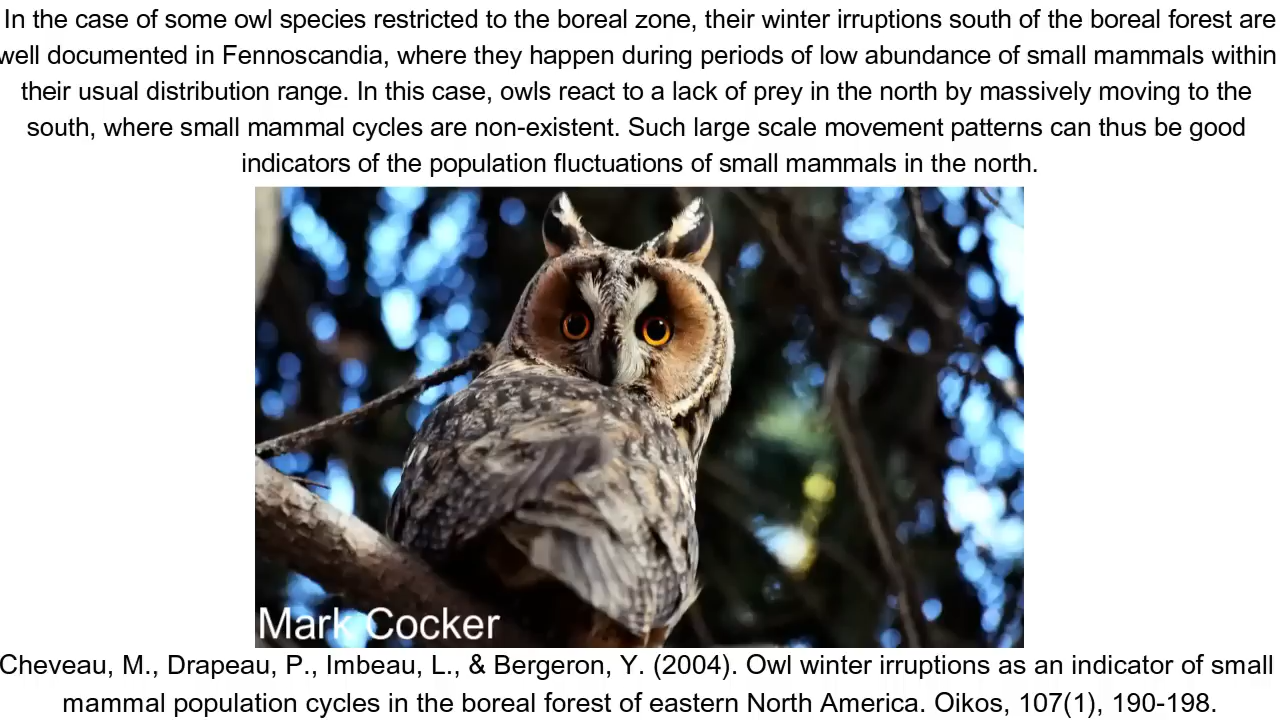 In the case of some owl species restricted to the boreal zone, their winter irruptions south of the boreal forest are
well documented in Fennoscandia, where they happen during periods of low abundance of small mammals within
their usual distribution range. In this case, owls react to a lack of prey in the north by massively moving to the
south, where small mammal cycles are non-existent. Such large scale movement patterns can thus be good
indicators of the population fluctuations of small mammals in the north.
Mark Cocker
Cheveau, M., Drapeau, P., Imbeau, L., & Bergeron, Y. (2004). Owl winter irruptions as an indicator of small
mammal population cycles in the boreal forest of eastern North America. Oikos, 107(1), 190-198.